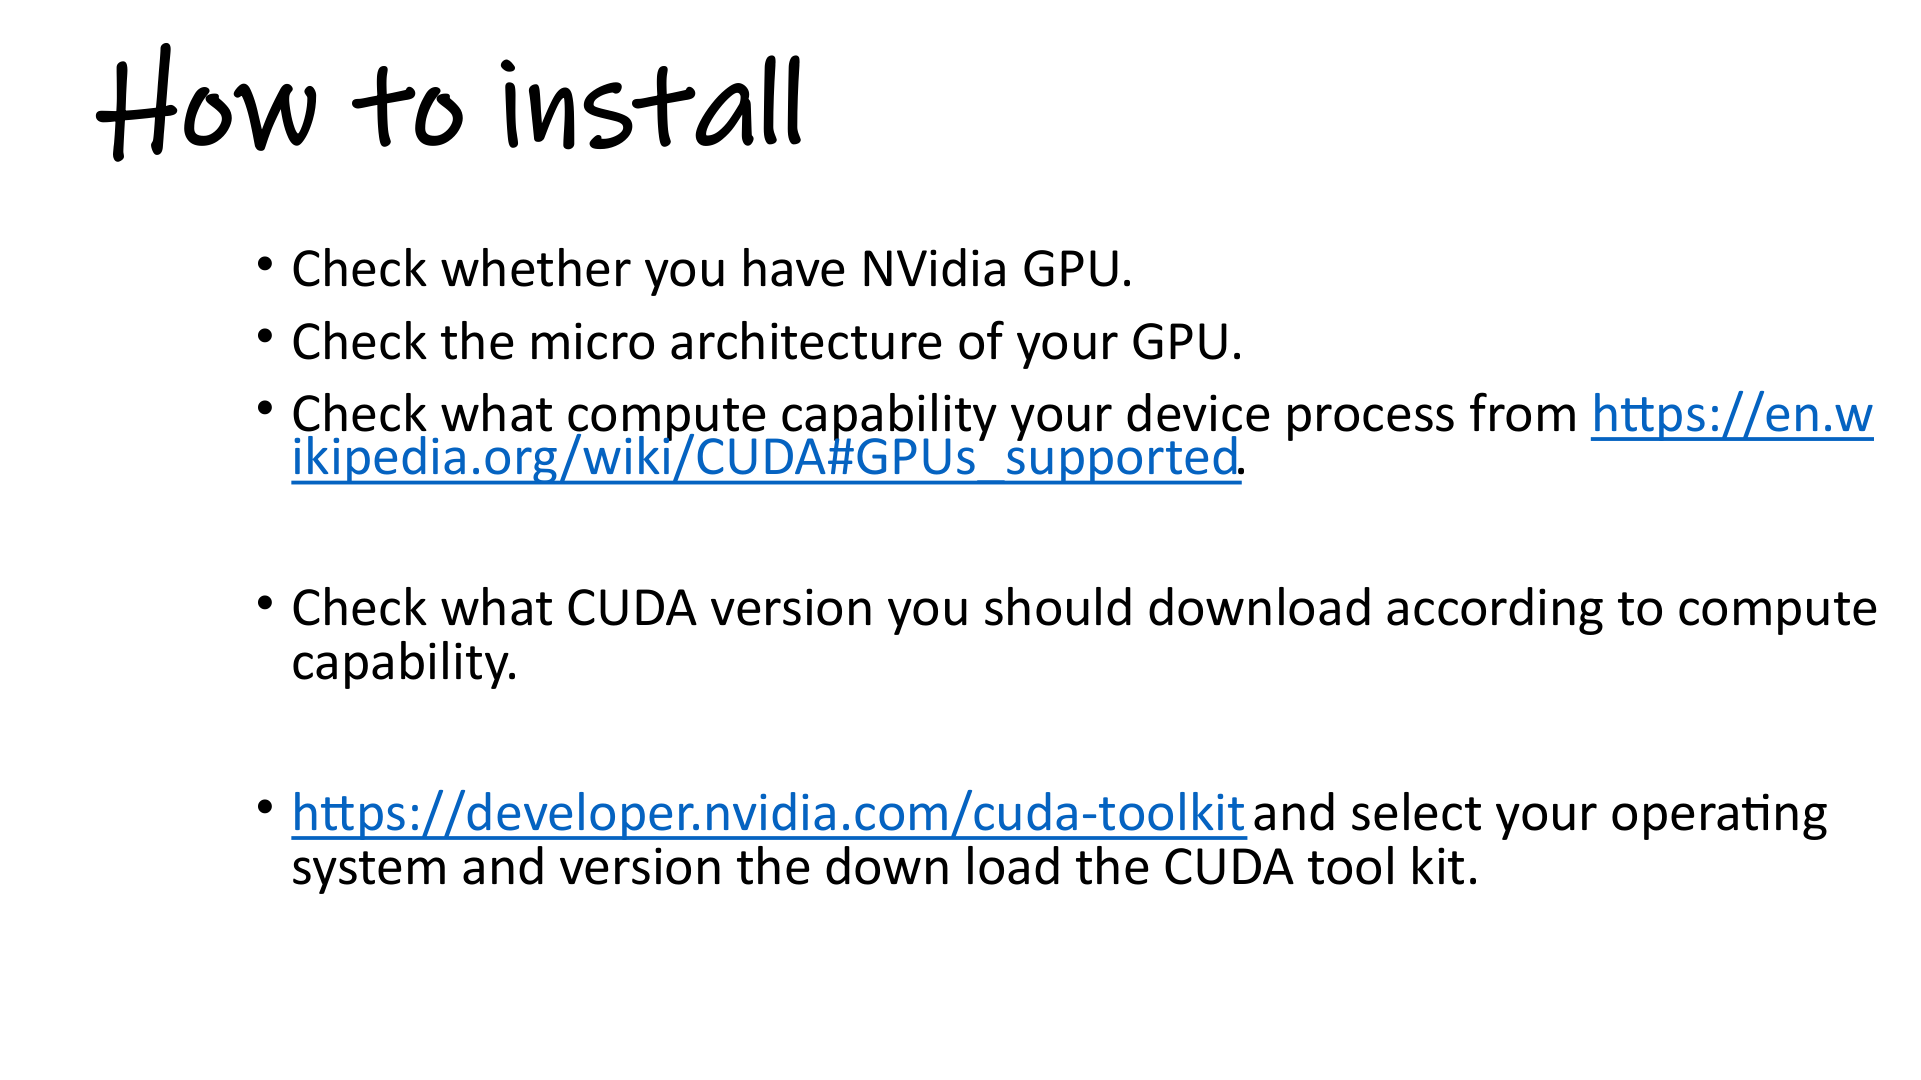 How to install
• Check whether you have NVidia GPU.
• Check the micro architecture of your GPU.
• Check what compute capability your device process from https://en.w
ikipedia.org/wiki/CUDA#GPUs_supported.
• Check what CUDA version you should download according to compute
capability.
• https://developer.nvidia.com/cuda-toolkit and select your operating
system and version the down load the CUDA tool kit.